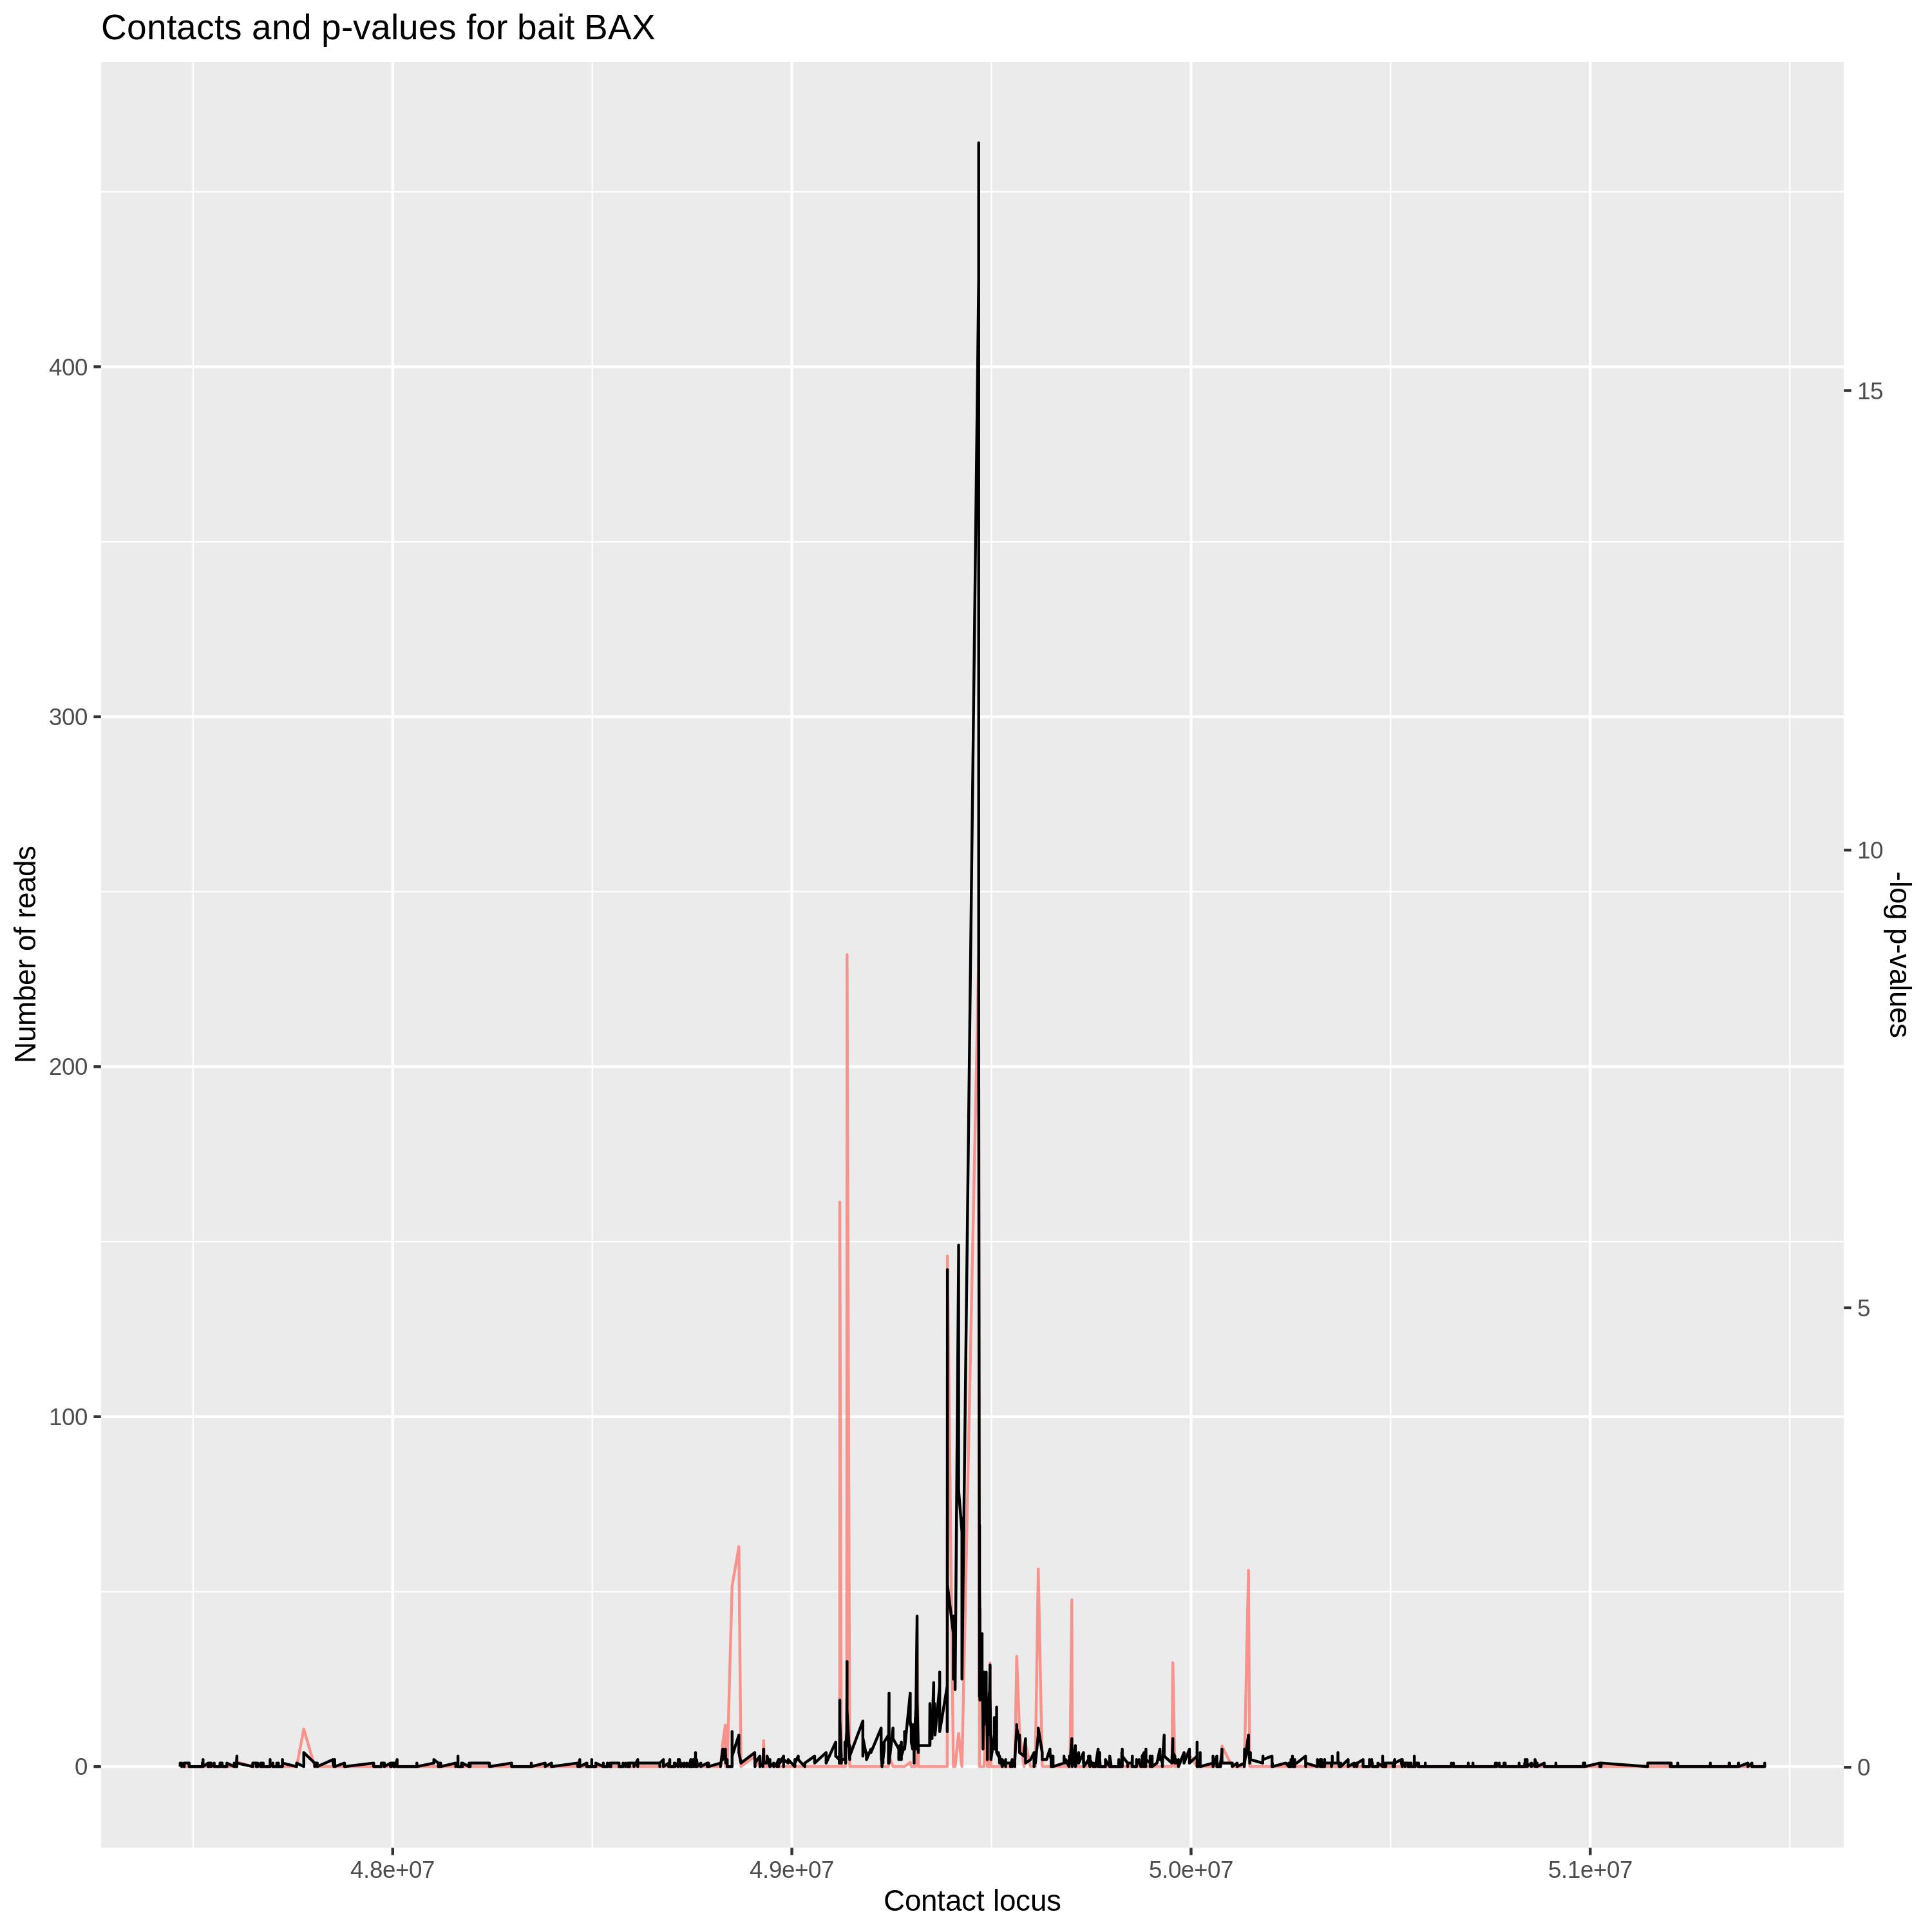 Contacts and p-values for bait BAX
400
300
200
100
0
Number of reads
15
10
5
0
-log p-values
4.8e+07
4.9e+07
5.0e+07
5.1e+07
Contact locus